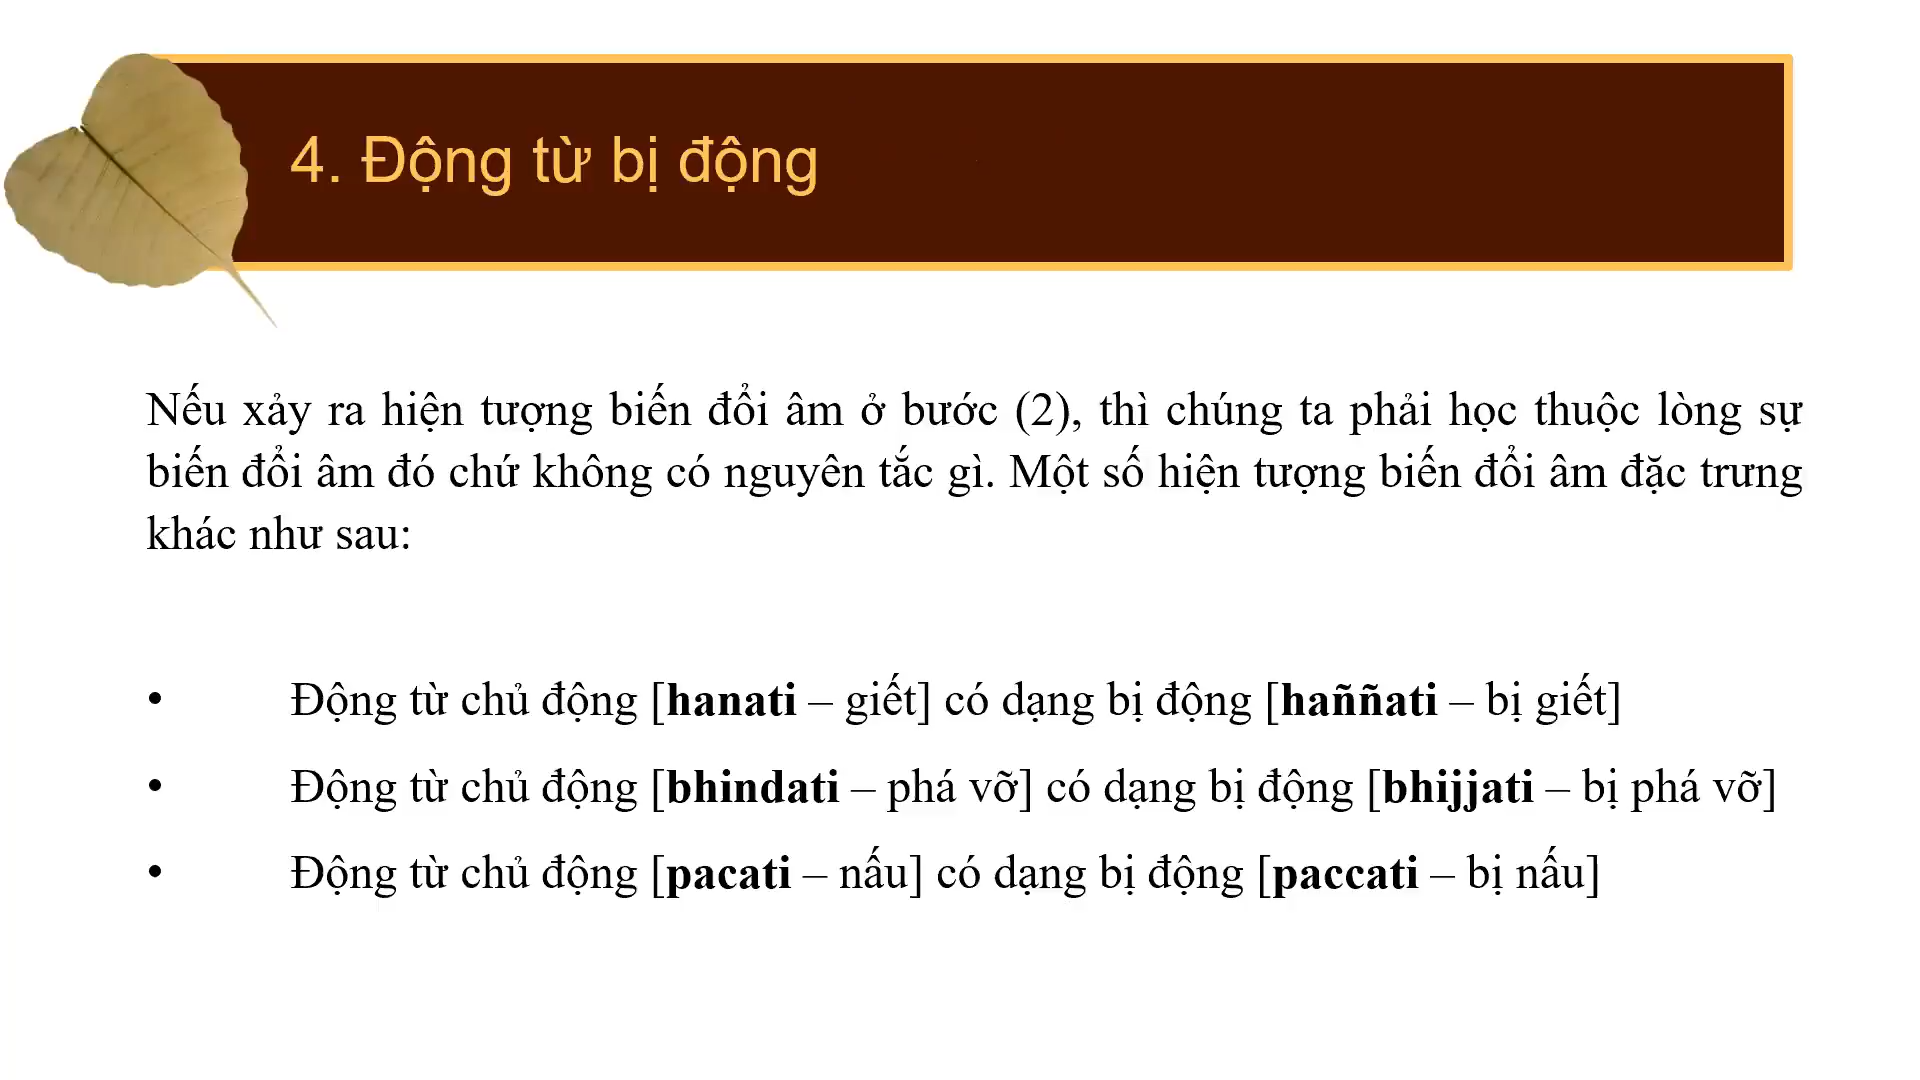 4. Động từ bị động
Nếu xảy ra hiện tượng biến đổi âm ở bước (2), thì chúng ta phải học thuộc lòng sự
biến đổi âm đó chứ không có nguyên tắc gì. Một số hiện tượng biến đổi âm đặc trưng
khác như sau:
• Động từ chủ động [hanati – giết] có dạng bị động [haññati – bị giết]
• Động từ chủ động [bhindati – phá vỡ] có dạng bị động [bhijjati – bị phá vỡ]
• Động từ chủ động [pacati – nấu] có dạng bị động [paccati – bị nấu]